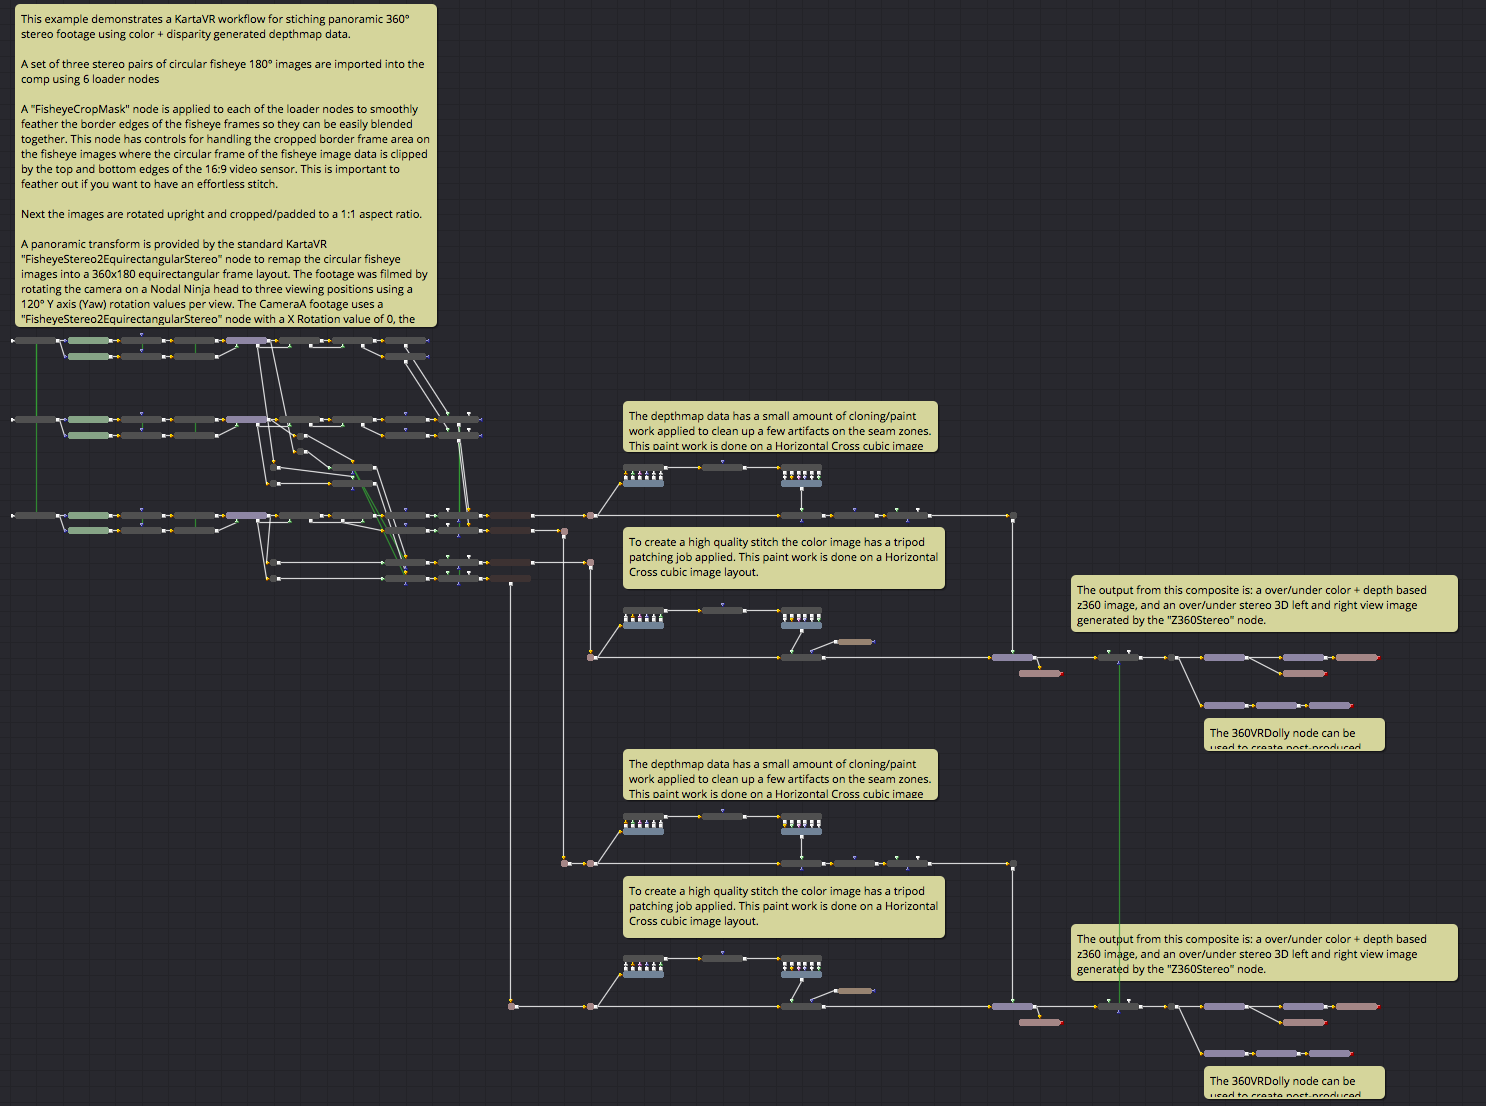 This example demonstrates a KartaVR workflow for stiching panoramic 360°
stereo footage using color + disparity generated depthmap data.
A set of three stereo pairs of circular fisheye 180° images are imported into the
comp using 6 loader nodes
A "FisheyeCropMask" node is applied to each of the loader nodes to smoothly
feather the border edges of the fisheye frames so they can be easily blended
together. This node has controls for handling the cropped border frame area on
the fisheye images where the circular frame of the fisheye image data is clipped
by the top and bottom edges of the 16:9 video sensor. This is important to
feather out if you want to have an effortless stitch.
Next the images are rotated upright and cropped/padded to a 1:1 aspect ratio.
A panoramic transform is provided by the standard KartaVR
"FisheyeStereo2EquirectangularStereo" node to remap the circular fisheye
images into a 360x180 equirectangular frame layout. The footage was filmed by
rotating the camera on a Nodal Ninja head to three viewing positions using a
120° Y axis (Yaw) rotation values per view. The CameraA footage uses a
"FisheyeStereo2EquirectangularStereo" node with a X Rotation value of 0, the
The depthmap data has a small amount of cloning/paint
work applied to clean up a few artifacts on the seam zones.
This paint work is done on a Horizontal Cross cubic image
To create a high quality stitch the color image has a tripod
patching job applied. This paint work is done on a Horizontal
Cross cubic image layout.
The output from this composite is: a over/under color + depth based
z360 image, and an over/under stereo 3D left and right view image
generated by the "Z360Stereo" node.
The 360VRDolly node can be
used to create post-produced
The depthmap data has a small amount of cloning/paint
work applied to clean up a few artifacts on the seam zones.
This paint work is done on a Horizontal Cross cubic image
To create a high quality stitch the color image has a tripod
patching job applied. This paint work is done on a Horizontal
Cross cubic image layout.
The output from this composite is: a over/under color + depth based
z360 image, and an over/under stereo 3D left and right view image
generated by the "Z360Stereo" node.
The 360VRDolly node can be
used to create post-produced